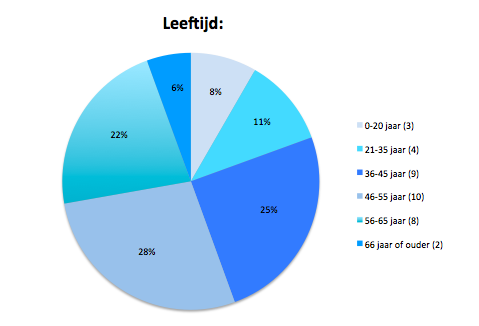 Leeftijd:
6%
8%
11%
22%
25%
28%
0-20 jaar (3)
21-35 jaar (4)
36-45 jaar (9)
46-55 jaar (10)
56-65 jaar (8)
66 jaar of ouder (2)